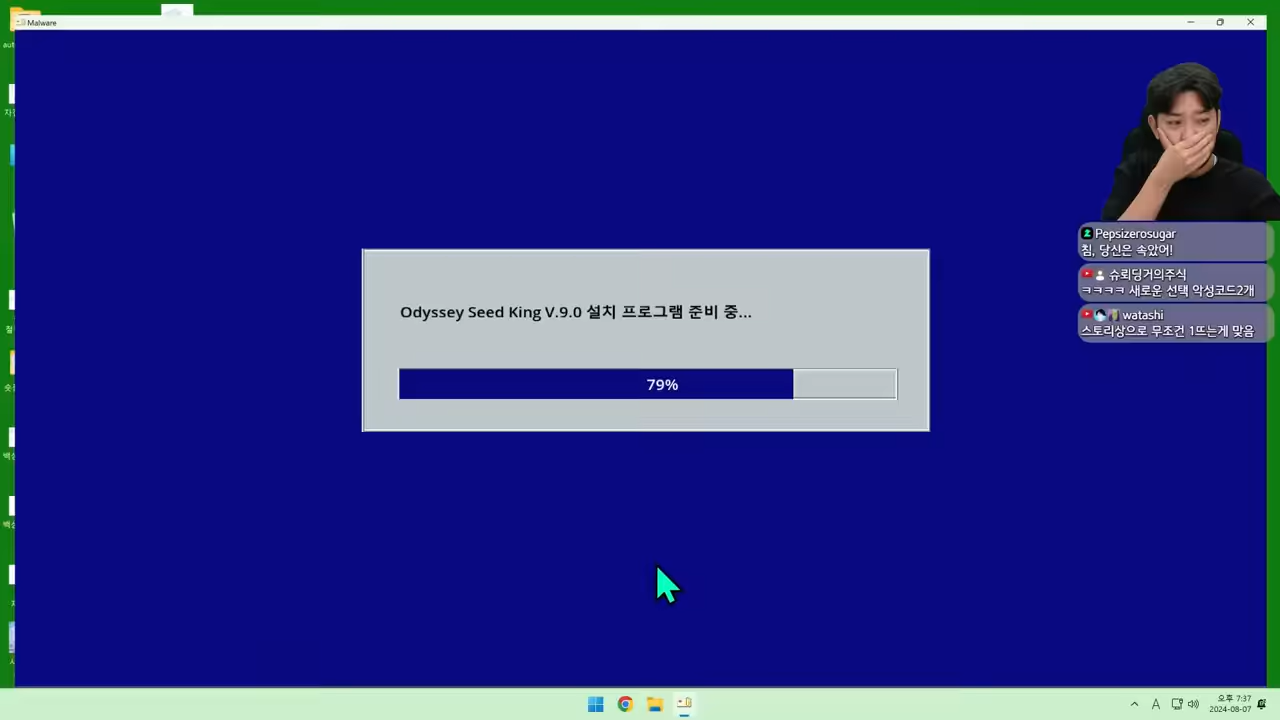 Malware
Odyssey Seed King V.9.0 설치 프로그램 준비 중...
79%
Pepsizerosugar
침, 당신은 속았어!
슈뢰딩거의주식
ㅋㅋㅋㅋ 새로운 선택 악성코드2개
watashi
스토리상으로 무조건 1뜨는게 맞음
A
오후 7:37
2024-08-07